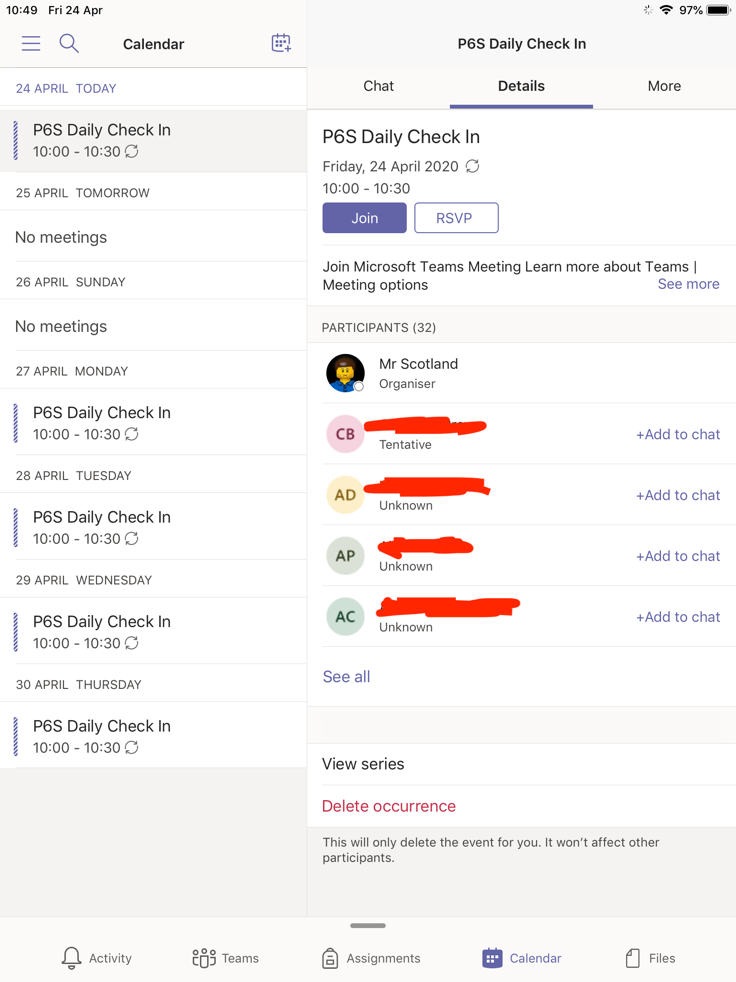 10:49 Fri 24 Apr
97%
Calendar
24 APRIL TODAY
P6S Daily Check In
10:00 - 10:30
25 APRIL TOMORROW
No meetings
26 APRIL SUNDAY
No meetings
27 APRIL MONDAY
P6S Daily Check In
10:00 - 10:30
28 APRIL TUESDAY
P6S Daily Check In
10:00 - 10:30
29 APRIL WEDNESDAY
P6S Daily Check In
10:00 - 10:30
30 APRIL THURSDAY
P6S Daily Check In
10:00 - 10:30
P6S Daily Check In
Chat Details More
P6S Daily Check In
Friday, 24 April 2020
10:00 - 10:30
Join RSVP
Join Microsoft Teams Meeting Learn more about Teams |
Meeting options See more
PARTICIPANTS (32)
Mr Scotland
Organiser
CB +Add to chat
Tentative
AD +Add to chat
Unknown
AP +Add to chat
Unknown
AC +Add to chat
Unknown
See all
View series
Delete occurrence
This will only delete the event for you. It won't affect other
participants.
Activity Teams Assignments Calendar Files